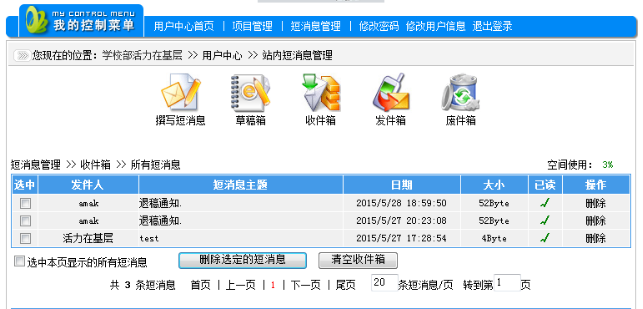 MY CONTROL MENU
我的控制菜单 用户中心首页 | 项目管理 | 短消息管理 | 修改密码 修改用户信息 退出登录
您现在的位置：学校部活力在基层 >> 用户中心 >> 站内短消息管理
撰写短消息 草稿箱 收件箱 发件箱 废件箱
短消息管理 >> 收件箱 >> 所有短消息 空间使用： 3%
选中 发件人 短消息主题 日期 大小 已读 操作
amak 退稿通知. 2015/5/28 18:59:50 52Byte √ 删除
amak 退稿通知. 2015/5/27 20:23:08 52Byte √ 删除
活力在基层 test 2015/5/27 17:28:54 4Byte √ 删除
选中本页显示的所有短消息 删除选定的短消息 清空收件箱
共 3 条短消息 首页 | 上一页 | 1 | 下一页 | 尾页 20 条短消息/页 转到第 1 页